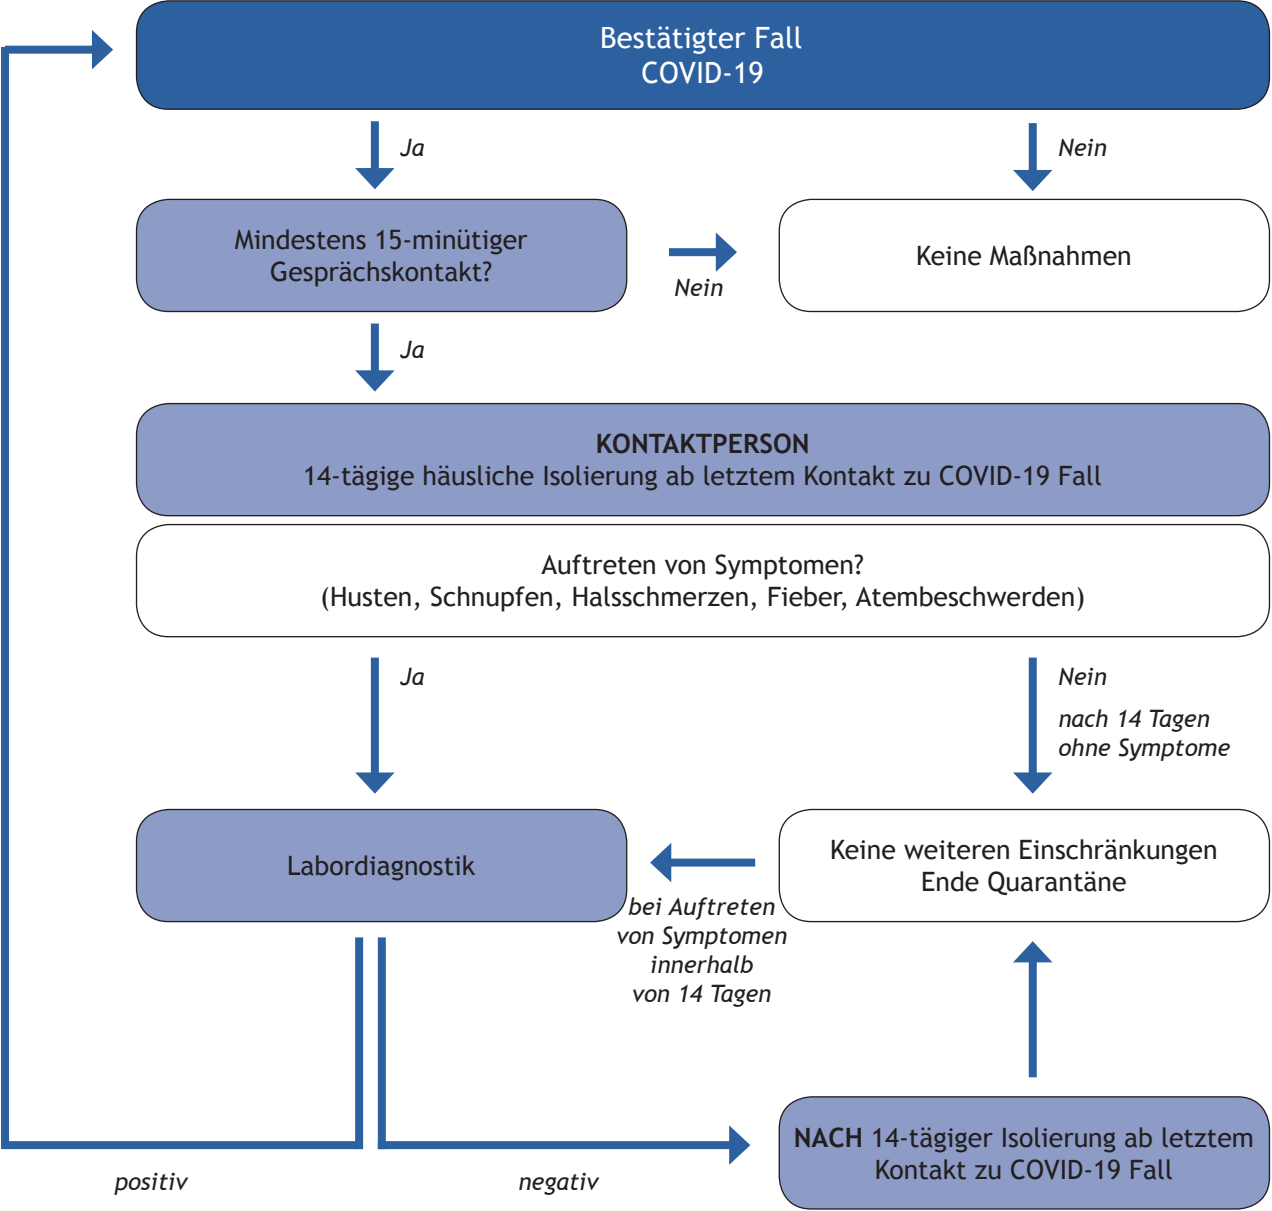 Bestätigter Fall
COVID-19
Ja
Nein
Mindestens 15-minütiger
Gesprächskontakt?
Nein
Keine Maßnahmen
Ja
KONTAKTPERSON
14-tägige häusliche Isolierung ab letztem Kontakt zu COVID-19 Fall
Auftreten von Symptomen?
(Husten, Schnupfen, Halsschmerzen, Fieber, Atembeschwerden)
Ja
Nein
nach 14 Tagen
ohne Symptome
Labordiagnostik
Keine weiteren Einschränkungen
Ende Quarantäne
bei Auftreten
von Symptomen
innerhalb
von 14 Tagen
NACH 14-tägiger Isolierung ab letztem
Kontakt zu COVID-19 Fall
positiv
negativ